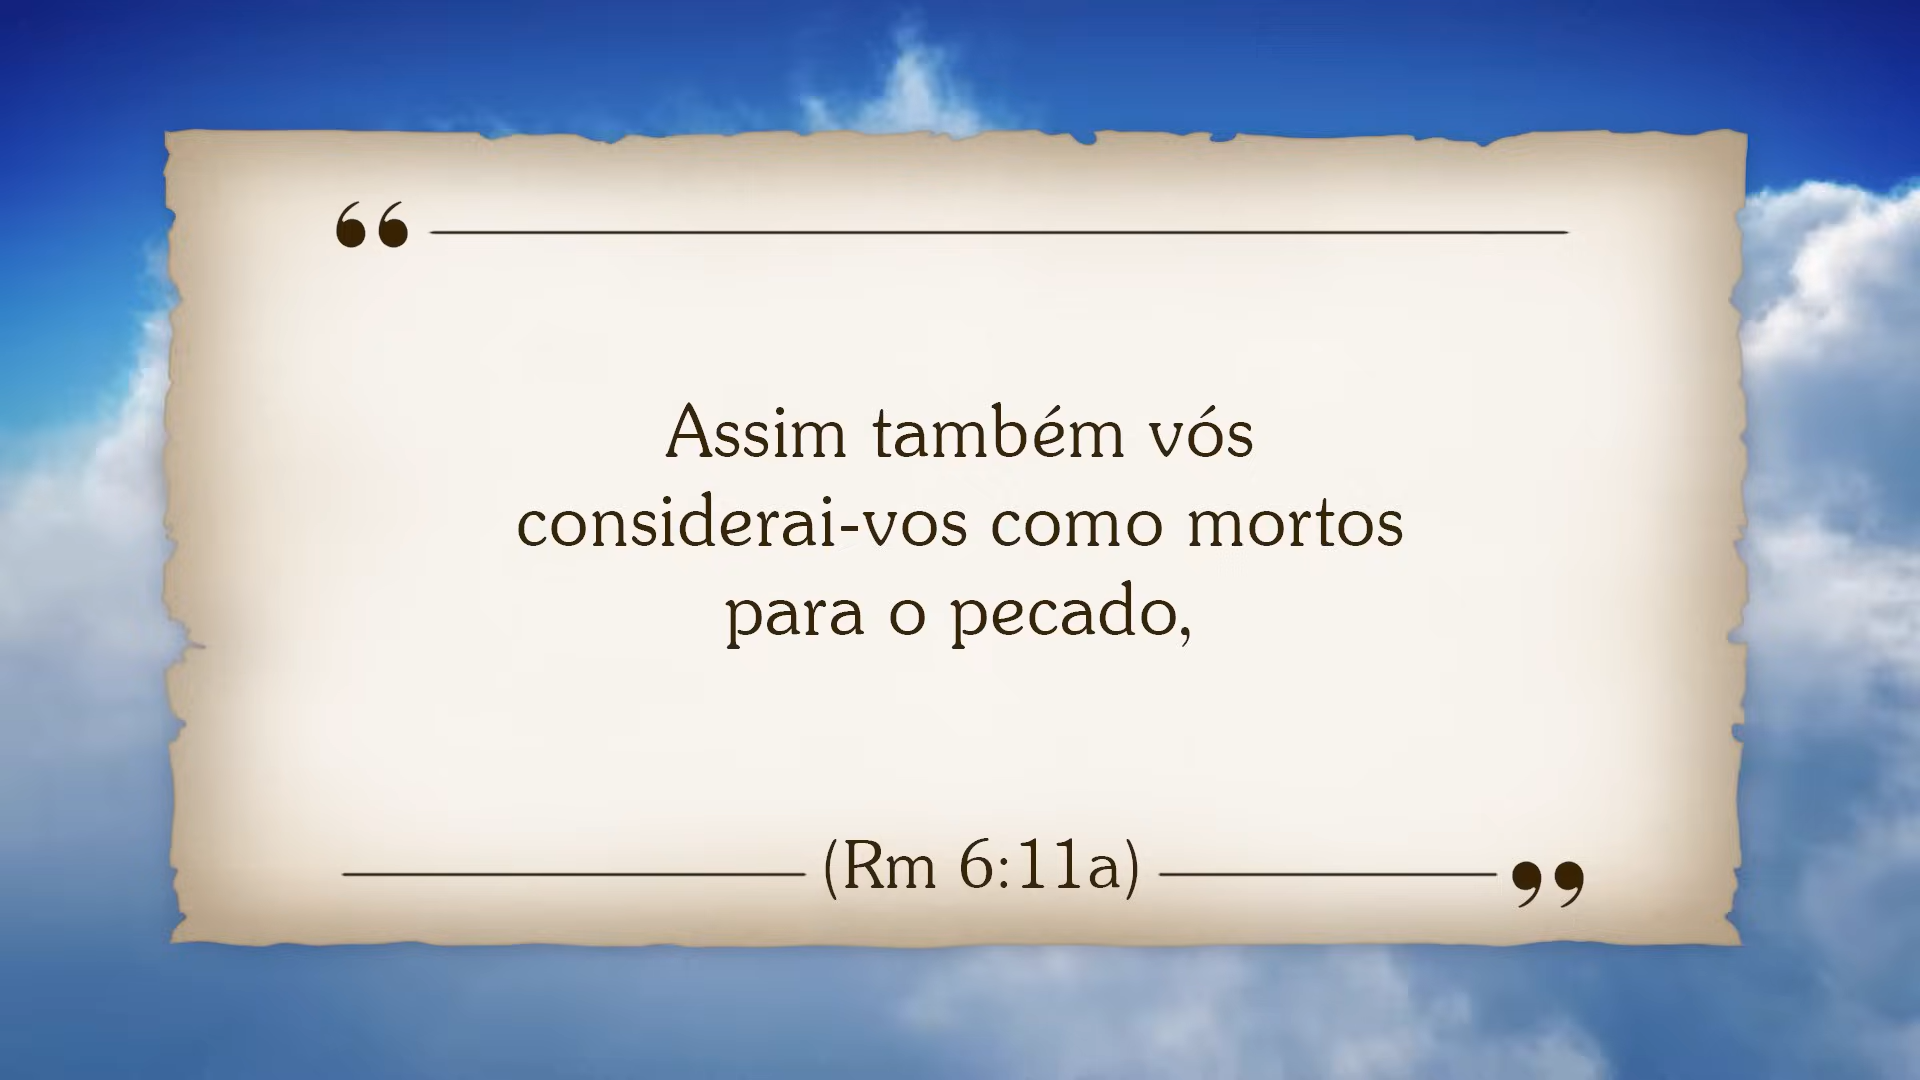 “
Assim também vós
considerai-vos como mortos
para o pecado,
(Rm 6:11a)
”